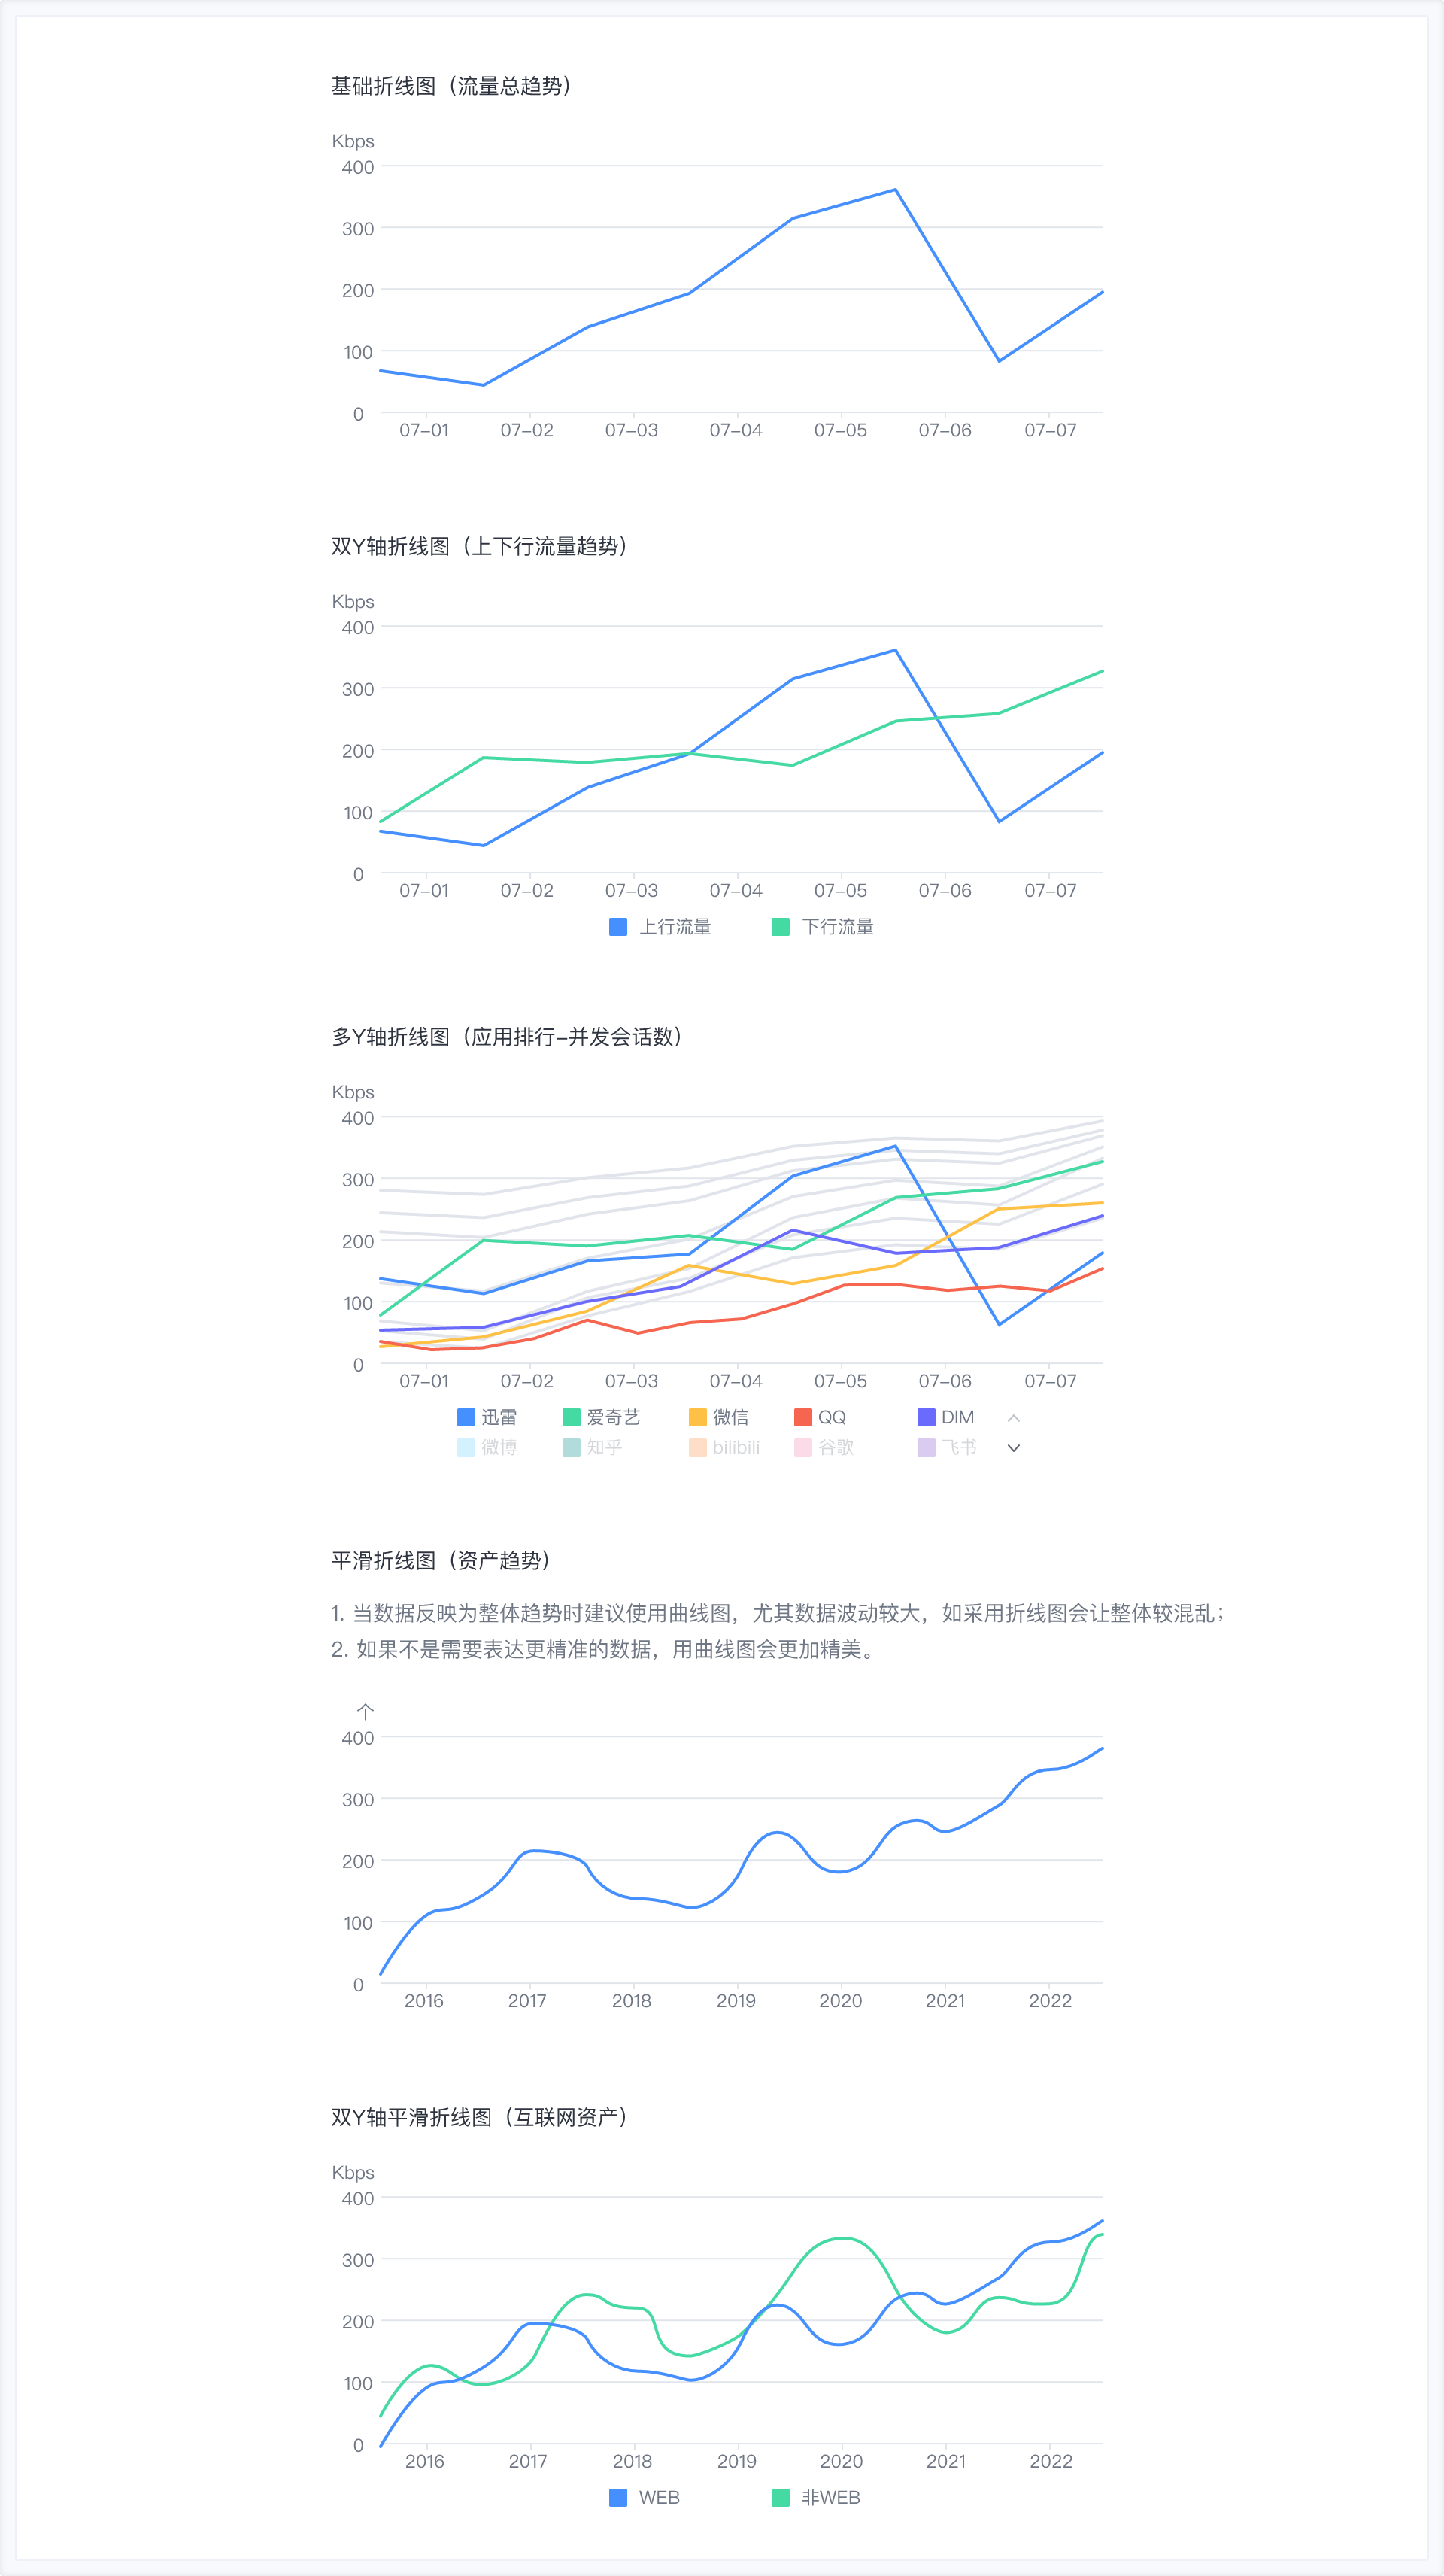 基础折线图（流量总趋势）
Kbps
400
300
200
100
0
07-01 07-02 07-03 07-04 07-05 07-06 07-07
双Y轴折线图（上下行流量趋势）
Kbps
400
300
200
100
0
07-01 07-02 07-03 07-04 07-05 07-06 07-07
上行流量 下行流量
多Y轴折线图（应用排行-并发会话数）
Kbps
400
300
200
100
0
07-01 07-02 07-03 07-04 07-05 07-06 07-07
迅雷 爱奇艺 微信 QQ DIM
微博 知乎 bilibili 谷歌 飞书
平滑折线图（资产趋势）
1. 当数据反映为整体趋势时建议使用曲线图，尤其数据波动较大，如采用折线图会让整体较混乱；
2. 如果不是需要表达更精准的数据，用曲线图会更加精美。
个
400
300
200
100
0
2016 2017 2018 2019 2020 2021 2022
双Y轴平滑折线图（互联网资产）
Kbps
400
300
200
100
0
2016 2017 2018 2019 2020 2021 2022
WEB 非WEB